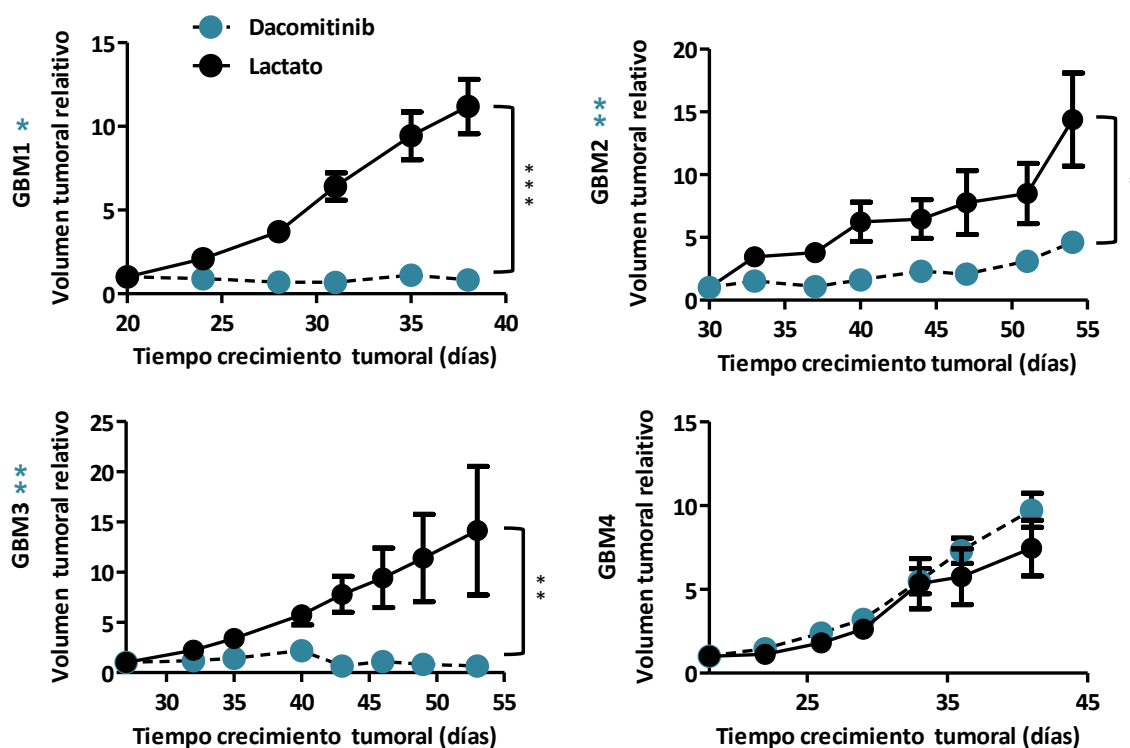 Dacomitinib
Lactato
GBM1 *
Volumen tumoral relaitivo
15
10
5
0
20 25 30 35 40
Tiempo crecimiento tumoral (días)
***
GBM2 **
Volumen tumoral relativo
20
15
10
5
0
30 35 40 45 50 55
Tiempo crecimiento tumoral (días)
GBM3 **
Volumen tumoral relativo
25
20
15
10
5
0
30 35 40 45 50 55
Tiempo crecimiento tumoral (días)
**
GBM4
Volumen tumoral relaitivo
15
10
5
0
25 35 45
Tiempo crecimiento tumoral (días)